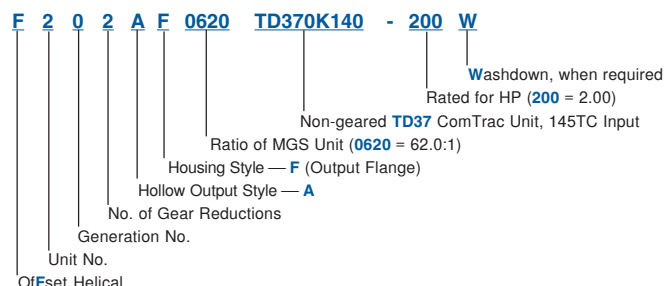 F 2 0 2 A F 0620 TD370K140 - 200 W
Washdown, when required
Rated for HP (200 = 2.00)
Non-geared TD37 ComTrac Unit, 145TC Input
Ratio of MGS Unit (0620 = 62.0:1)
Housing Style — F (Output Flange)
Hollow Output Style — A
No. of Gear Reductions
Generation No.
Unit No.
OfFset Helical